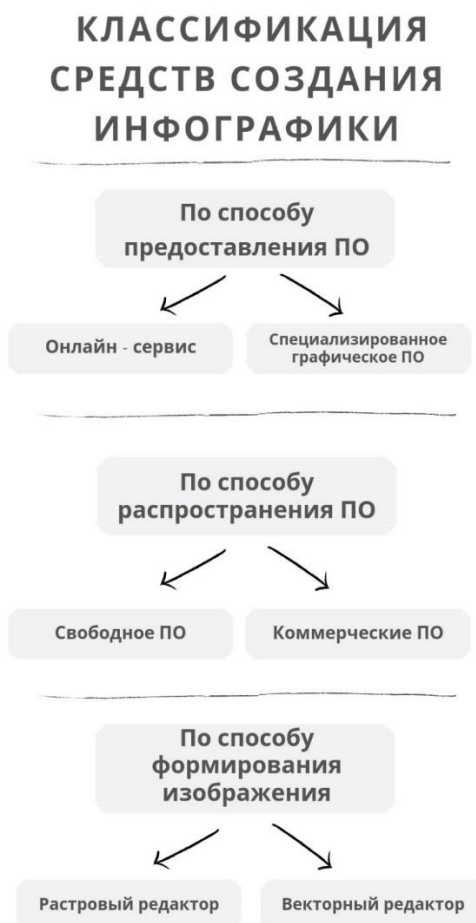 КЛАССИФИКАЦИЯ
СРЕДСТВ СОЗДАНИЯ
ИНФОГРАФИКИ
По способу
предоставления ПО
Онлайн - сервис
Специализированное
графическое ПО
По способу
распространения ПО
Свободное ПО
Коммерческие ПО
По способу
формирования
изображения
Растровый редактор
Векторный редактор